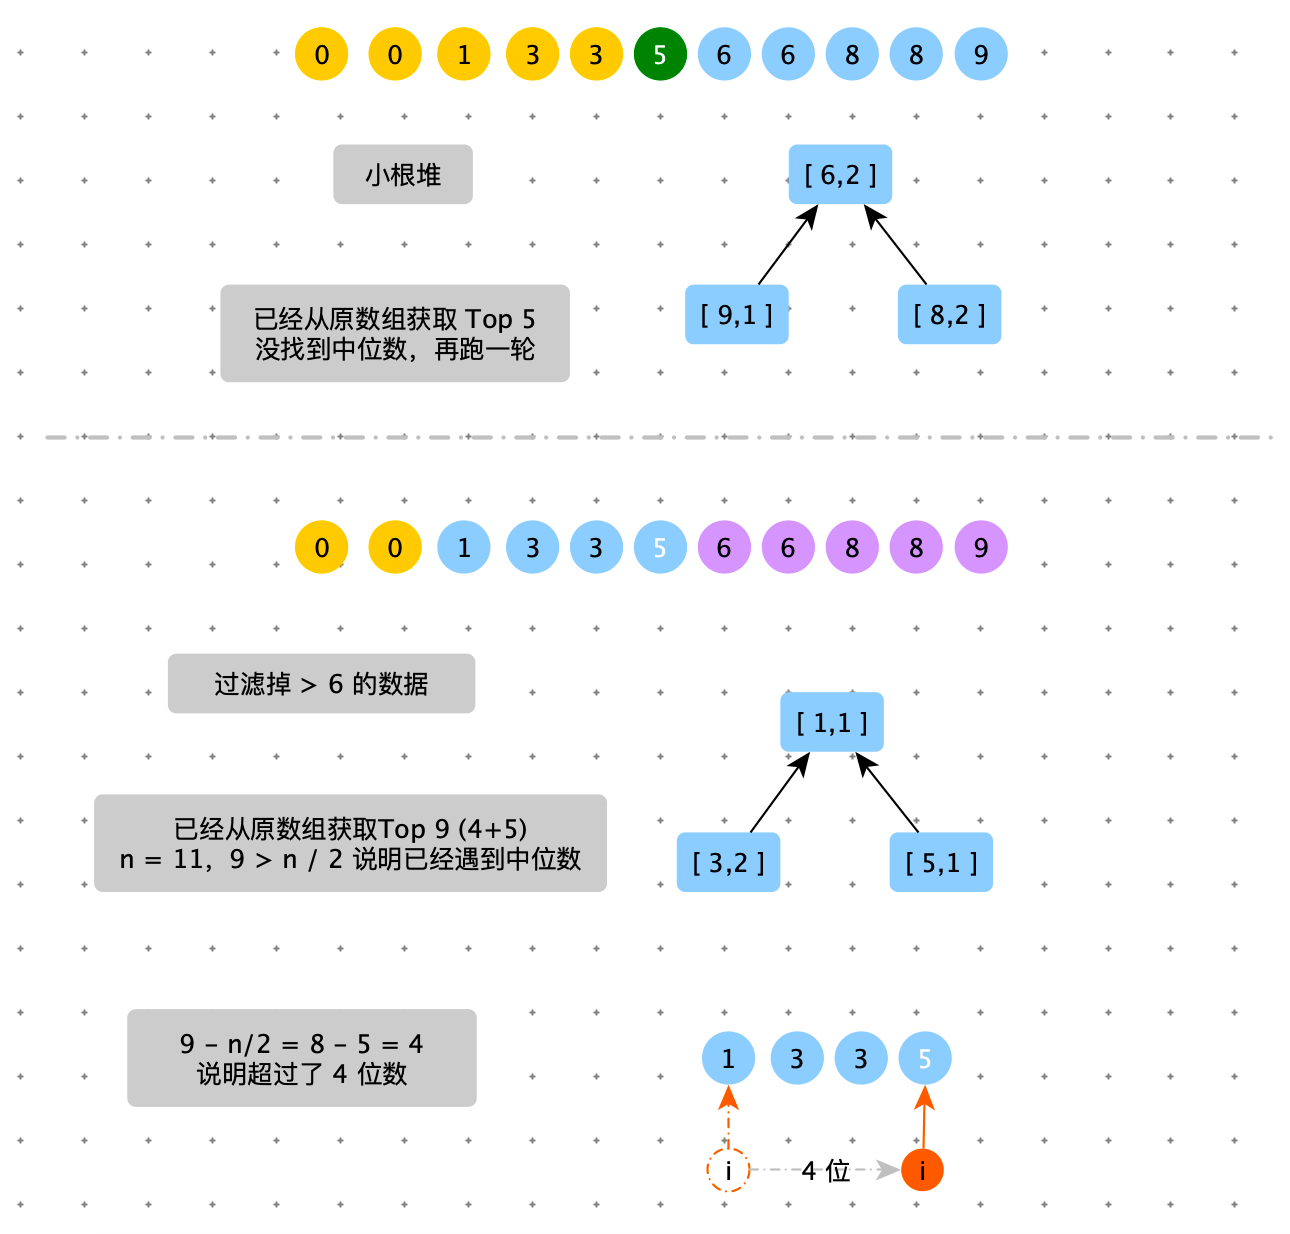 0 0 1 3 3 5 6 6 8 8 9
小根堆
[ 6,2 ]
[ 9,1 ] [ 8,2 ]
已经从原数组获取 Top 5
没找到中位数，再跑一轮
0 0 1 3 3 5 6 6 8 8 9
过滤掉 > 6 的数据
[ 1,1 ]
[ 3,2 ] [ 5,1 ]
已经从原数组获取Top 9 (4+5)
n = 11，9 > n / 2 说明已经遇到中位数
9 – n/2 = 8 – 5 = 4
说明超过了 4 位数
1 3 3 5
i 4 位 i